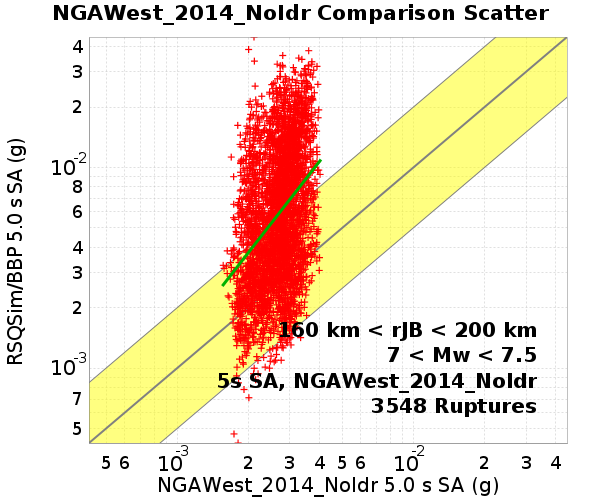 NGAWest_2014_NoIdr Comparison Scatter
RSQSim/BBP 5.0 s SA (g)
4
3
2
10-2
8
6
4
3
2
10-3
7
5
160 km < rJB < 200 km
7 < Mw < 7.5
5s SA, NGAWest_2014_NoIdr
3548 Ruptures
5 6 10-3 2 3 4 5 6 10-2 2 3 4
NGAWest_2014_NoIdr 5.0 s SA (g)